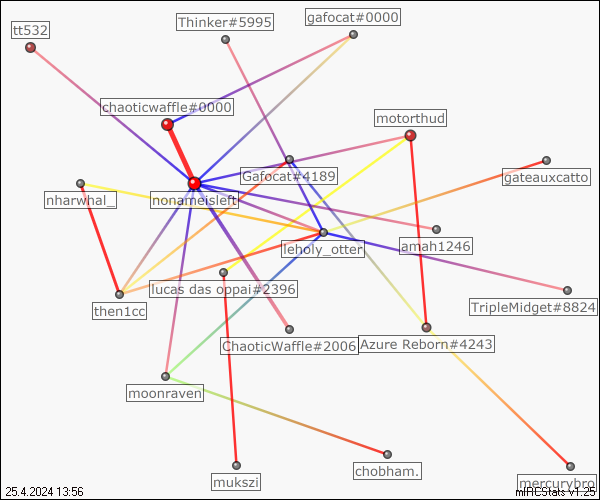 gafocat#0000
Thinker#5995
tt532
chaoticwaffle#0000
motorthud
Gafocat#4189
gateauxcatto
nharwhal_
nonameisleft
leholy_otter
amah1246
lucas das oppai#2396
TripleMidget#8824
then1cc
ChaoticWaffle#2006
Azure Reborn#4243
moonraven
chobham.
mukszi
mercurybro
25.4.2024 13:56
mIRCStats v1.25